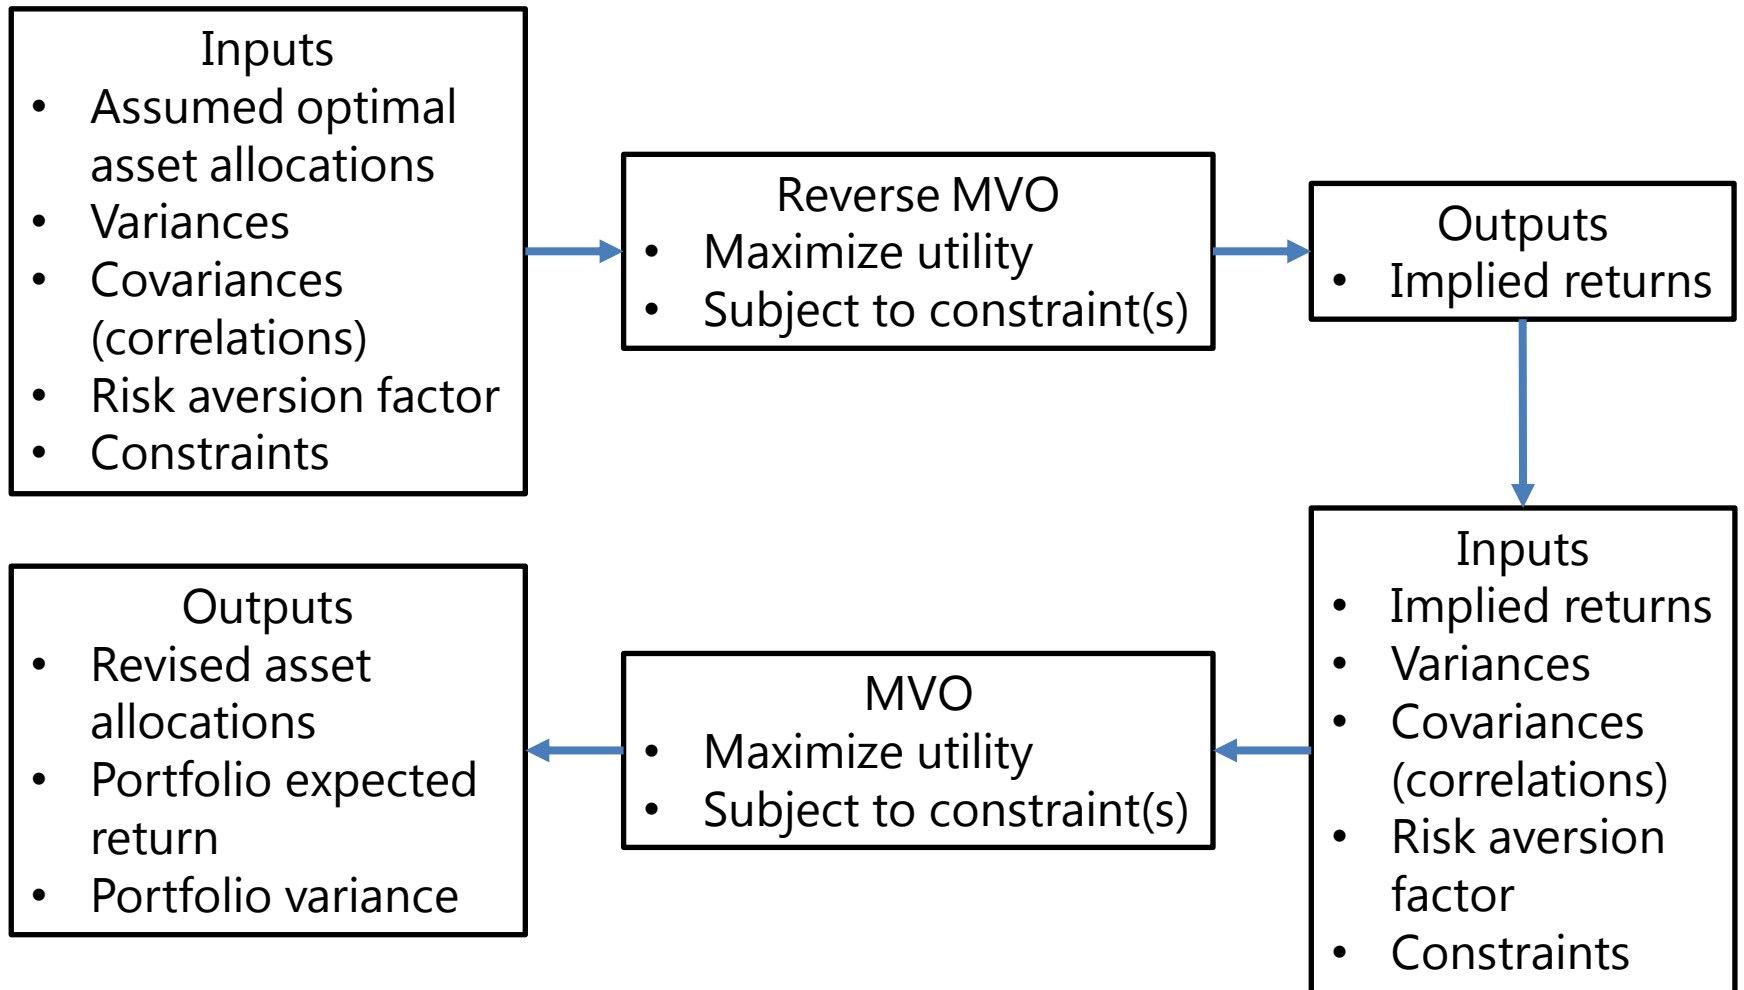 Inputs
• Assumed optimal
asset allocations
• Variances
• Covariances
(correlations)
• Risk aversion factor
• Constraints
Reverse MVO
• Maximize utility
• Subject to constraint(s)
Outputs
• Implied returns
Inputs
• Implied returns
• Variances
• Covariances
(correlations)
• Risk aversion
factor
• Constraints
MVO
• Maximize utility
• Subject to constraint(s)
Outputs
• Revised asset
allocations
• Portfolio expected
return
• Portfolio variance